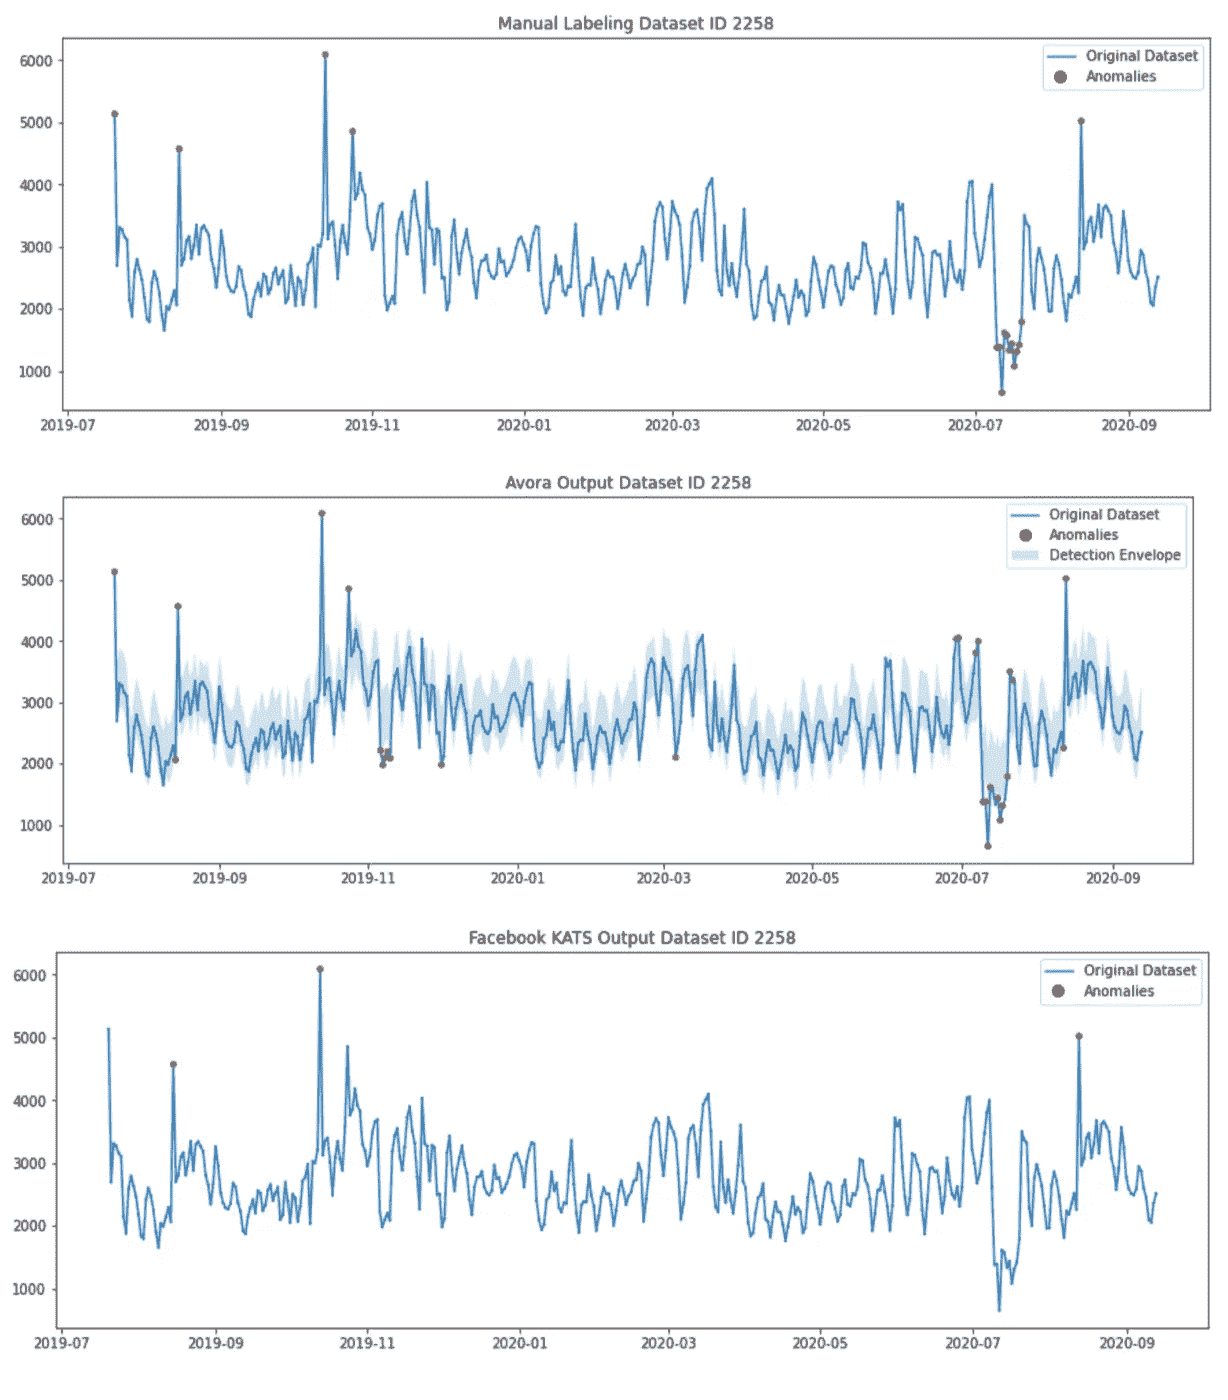 Manual Labeling Dataset ID 2258
6000
5000
4000
3000
2000
1000
Original Dataset
Anomalies
2019-07 2019-09 2019-11 2020-01 2020-03 2020-05 2020-07 2020-09
Avora Output Dataset ID 2258
6000
5000
4000
3000
2000
1000
Original Dataset
Anomalies
Detection Envelope
2019-07 2019-09 2019-11 2020-01 2020-03 2020-05 2020-07 2020-09
Facebook KATS Output Dataset ID 2258
6000
5000
4000
3000
2000
1000
Original Dataset
Anomalies
2019-07 2019-09 2019-11 2020-01 2020-03 2020-05 2020-07 2020-09